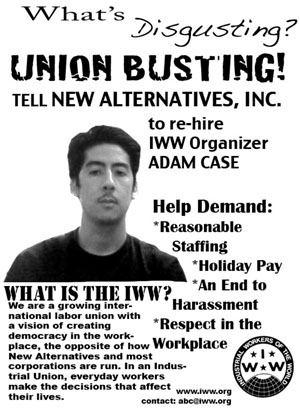 What's
Disgusting?
UNION BUSTING!
TELL NEW ALTERNATIVES, INC.
to re-hire
IWW Organizer
ADAM CASE
Help Demand:
*Reasonable
Staffing
*Holiday Pay
*An End to
Harassment
*Respect in the
Workplace
WHAT IS THE IWW?
We are a growing inter-
national labor union with
a vision of creating
democracy in the work-
place, the opposite of how
New Alternatives and most
corporations are run. In an Indus-
trial Union, everyday workers
make the decisions that affect
their lives.
www.iww.org
contact: abc@iww.org
INDUSTRIAL WORKERS OF THE WORLD
I W W